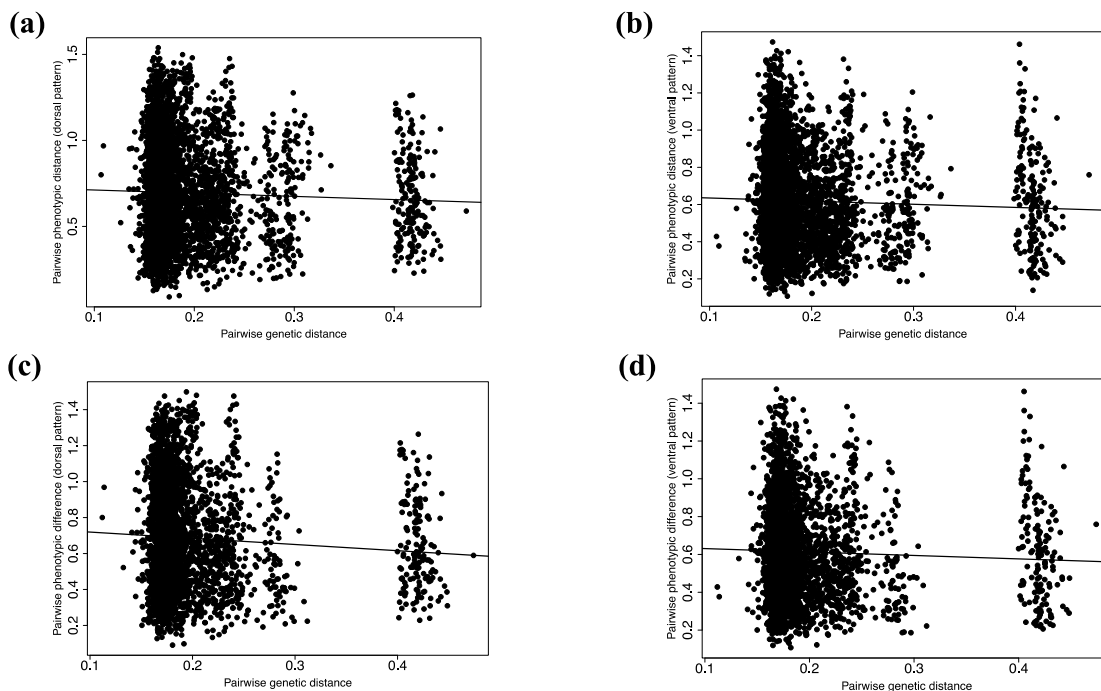 (a)
Pairwise phenotypic distance (dorsal pattern)
1.5
1.0
0.5
0.1 0.2 0.3 0.4
Pairwise genetic distance
(b)
Pairwise phenotypic distance (ventral pattern)
1.4
1.2
1.0
0.8
0.6
0.4
0.2
0.1 0.2 0.3 0.4
Pairwise genetic distance
(c)
Pairwise phenotypic difference (dorsal pattern)
1.4
1.2
1.0
0.8
0.6
0.4
0.2
0.1 0.2 0.3 0.4
Pairwise genetic distance
(d)
Pairwise phenotypic difference (ventral pattern)
1.4
1.2
1.0
0.8
0.6
0.4
0.2
0.1 0.2 0.3 0.4
Pairwise genetic distance